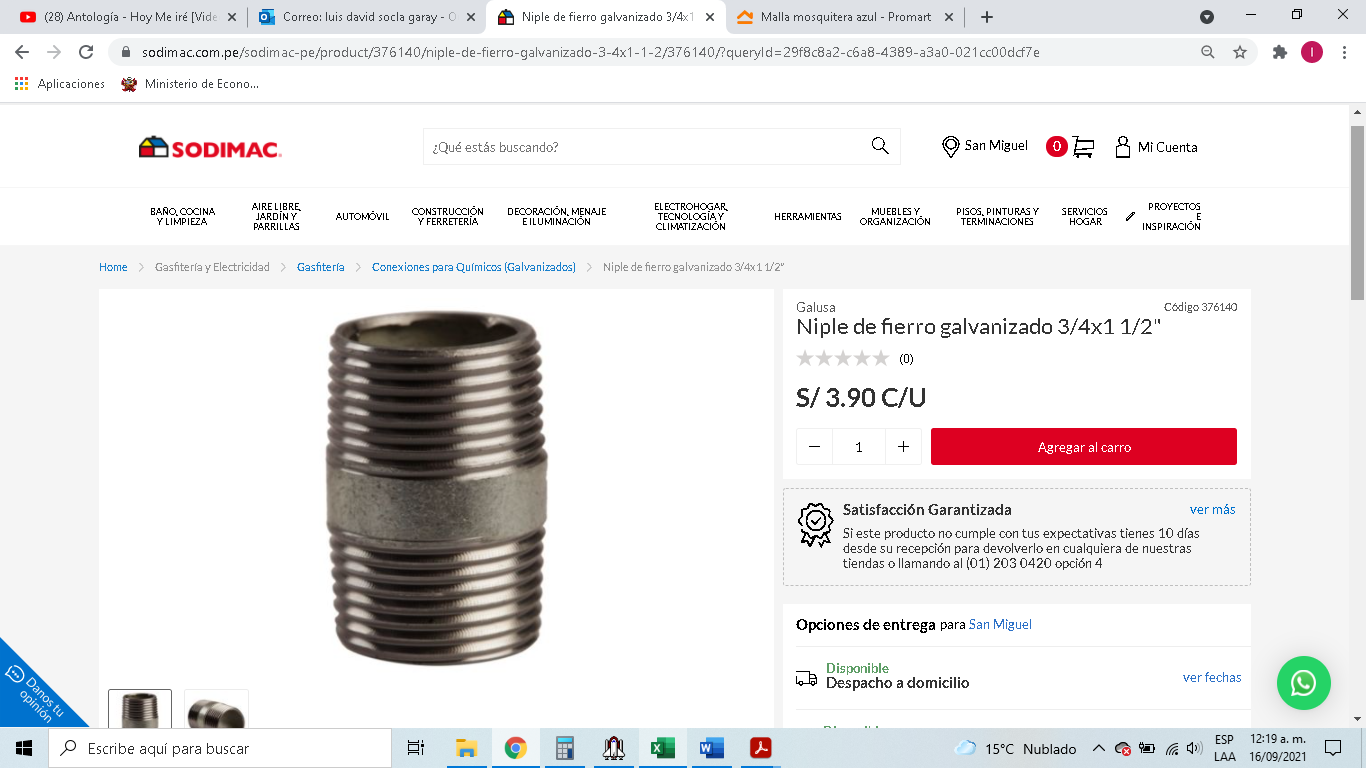 (28) Antología - Hoy Me iré [Vide
Correo: luis david socla garay - O
Niple de fierro galvanizado 3/4x1
Malla mosquitera azul - Promart
sodimac.com.pe/sodimac-pe/product/376140/niple-de-fierro-galvanizado-3-4x1-1-2/376140/?queryId=29f8c8a2-c6a8-4389-a3a0-021cc00dcf7e
I
Aplicaciones
Ministerio de Econo...
SODIMAC
¿Qué estás buscando?
San Miguel
0
Mi Cuenta
BAÑO, COCINA
Y LIMPIEZA
AIRE LIBRE,
JARDÍN Y
PARRILLAS
AUTOMÓVIL
CONSTRUCCIÓN
Y FERRETERÍA
DECORACIÓN, MENAJE
E ILUMINACIÓN
ELECTROHOGAR,
TECNOLOGÍA Y
CLIMATIZACIÓN
HERRAMIENTAS
MUEBLES Y
ORGANIZACIÓN
PISOS, PINTURAS Y
TERMINACIONES
SERVICIOS
HOGAR
PROYECTOS
E
INSPIRACIÓN
Home > Gasfitería y Electricidad > Gasfitería > Conexiones para Químicos (Galvanizados) > Niple de fierro galvanizado 3/4x1 1/2"
Galusa
Código 376140
Niple de fierro galvanizado 3/4x1 1/2"
(0)
S/ 3.90 C/U
− 1 +
Agregar al carro
Satisfacción Garantizada
ver más
Si este producto no cumple con tus expectativas tienes 10 días
desde su recepción para devolverlo en cualquiera de nuestras
tiendas o llamando al (01) 203 0420 opción 4
Opciones de entrega para San Miguel
Disponible
Despacho a domicilio
ver fechas
Danos tu
opinión
Escribe aquí para buscar
15°C Nublado
ESP
LAA
12:19 a. m.
16/09/2021